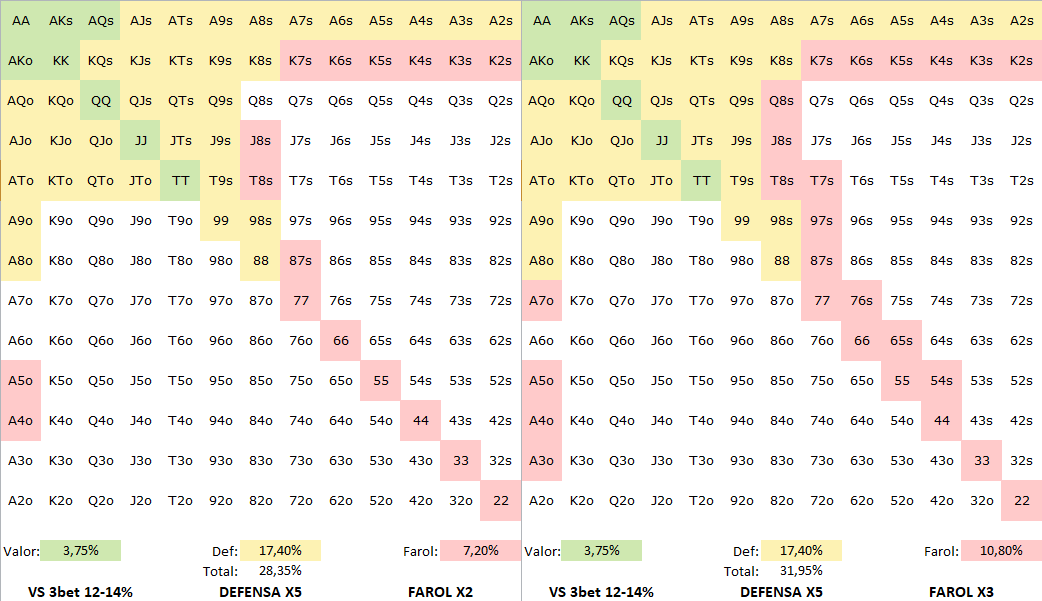 AA AKs AQs AJs ATs A9s A8s A7s A6s A5s A4s A3s A2s AA AKs AQs AJs ATs A9s A8s A7s A6s A5s A4s A3s A2s
AKo KK KQs KJs KTs K9s K8s K7s K6s K5s K4s K3s K2s AKo KK KQs KJs KTs K9s K8s K7s K6s K5s K4s K3s K2s
AQo KQo QQ QJs QTs Q9s Q8s Q7s Q6s Q5s Q4s Q3s Q2s AQo KQo QQ QJs QTs Q9s Q8s Q7s Q6s Q5s Q4s Q3s Q2s
AJo KJo QJo JJ JTs J9s J8s J7s J6s J5s J4s J3s J2s AJo KJo QJo JJ JTs J9s J8s J7s J6s J5s J4s J3s J2s
ATo KTo QTo JTo TT T9s T8s T7s T6s T5s T4s T3s T2s ATo KTo QTo JTo TT T9s T8s T7s T6s T5s T4s T3s T2s
A9o K9o Q9o J9o T9o 99 98s 97s 96s 95s 94s 93s 92s A9o K9o Q9o J9o T9o 99 98s 97s 96s 95s 94s 93s 92s
A8o K8o Q8o J8o T8o 98o 88 87s 86s 85s 84s 83s 82s A8o K8o Q8o J8o T8o 98o 88 87s 86s 85s 84s 83s 82s
A7o K7o Q7o J7o T7o 97o 87o 77 76s 75s 74s 73s 72s A7o K7o Q7o J7o T7o 97o 87o 77 76s 75s 74s 73s 72s
A6o K6o Q6o J6o T6o 96o 86o 76o 66 65s 64s 63s 62s A6o K6o Q6o J6o T6o 96o 86o 76o 66 65s 64s 63s 62s
A5o K5o Q5o J5o T5o 95o 85o 75o 65o 55 54s 53s 52s A5o K5o Q5o J5o T5o 95o 85o 75o 65o 55 54s 53s 52s
A4o K4o Q4o J4o T4o 94o 84o 74o 64o 54o 44 43s 42s A4o K4o Q4o J4o T4o 94o 84o 74o 64o 54o 44 43s 42s
A3o K3o Q3o J3o T3o 93o 83o 73o 63o 53o 43o 33 32s A3o K3o Q3o J3o T3o 93o 83o 73o 63o 53o 43o 33 32s
A2o K2o Q2o J2o T2o 92o 82o 72o 62o 52o 42o 32o 22 A2o K2o Q2o J2o T2o 92o 82o 72o 62o 52o 42o 32o 22
Valor: 3,75% Def: 17,40% Farol: 7,20% Valor: 3,75% Def: 17,40% Farol: 10,80%
Total: 28,35% Total: 31,95%
VS 3bet 12-14% DEFENSA X5 FAROL X2 VS 3bet 12-14% DEFENSA X5 FAROL X3